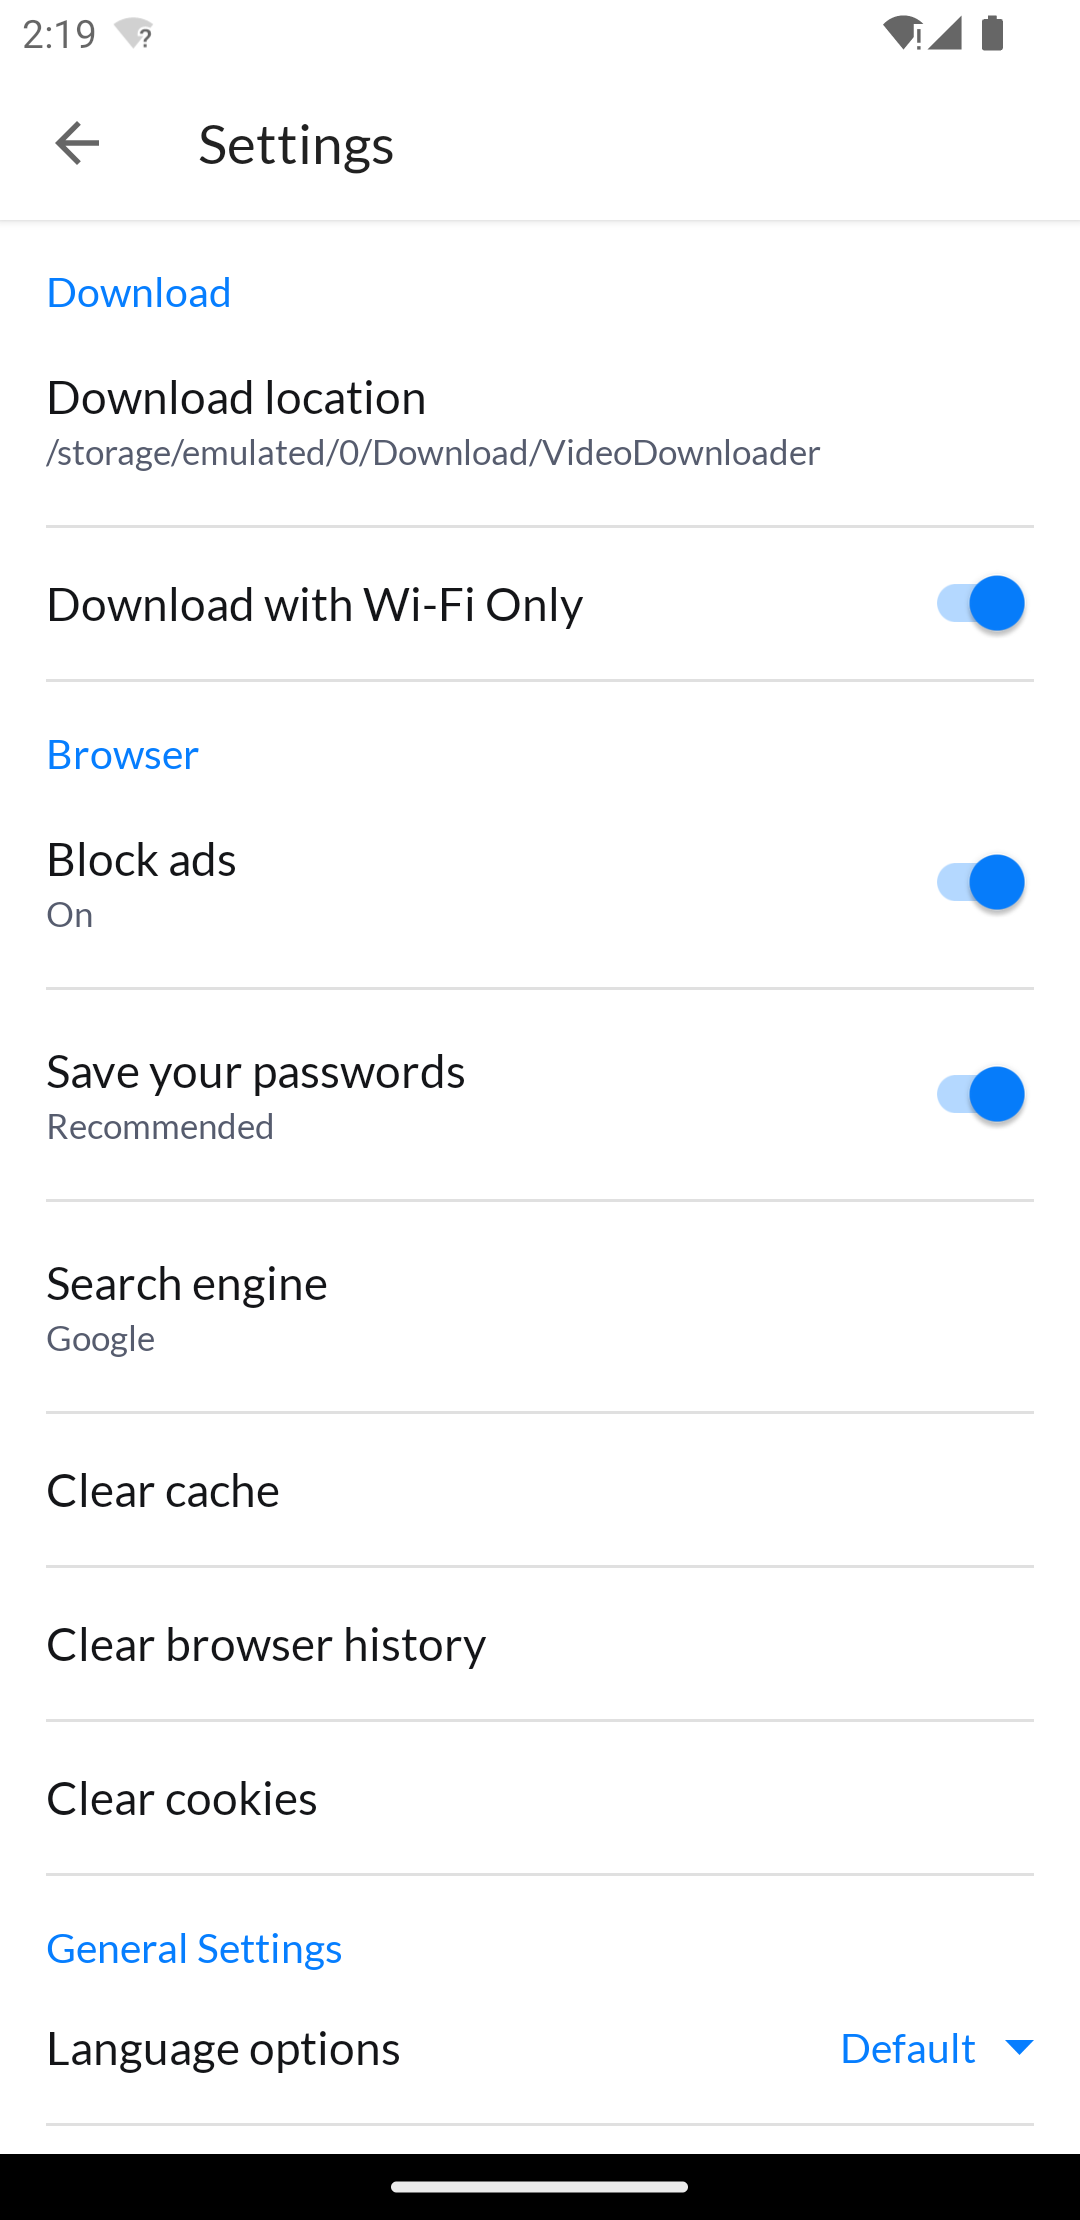 2:19
Settings
Download
Download location
/storage/emulated/0/Download/VideoDownloader
Download with Wi-Fi Only
Browser
Block ads
On
Save your passwords
Recommended
Search engine
Google
Clear cache
Clear browser history
Clear cookies
General Settings
Language options Default